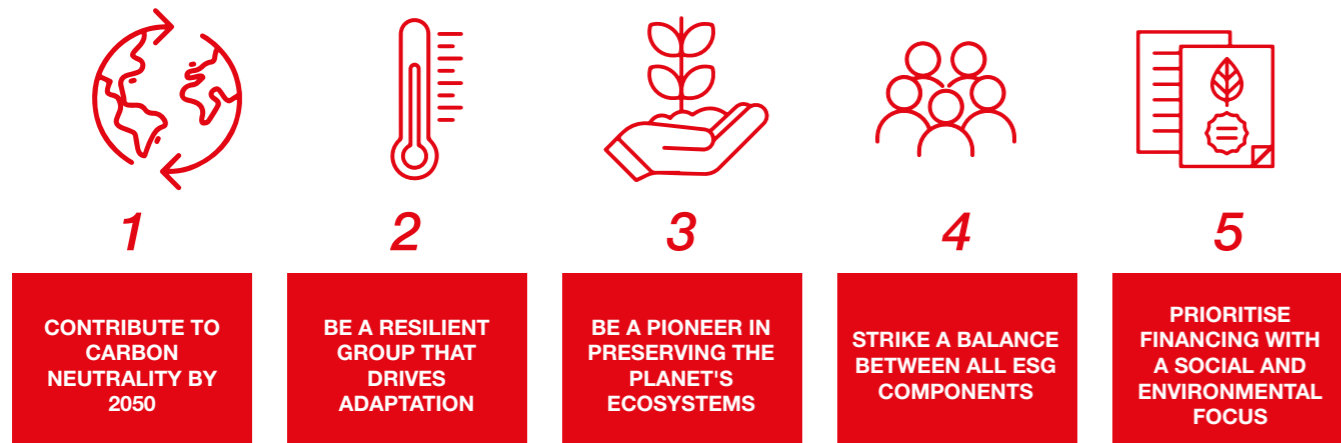 1
CONTRIBUTE TO
CARBON
NEUTRALITY BY
2050
2
BE A RESILIENT
GROUP THAT
DRIVES
ADAPTATION
3
BE A PIONEER IN
PRESERVING THE
PLANET'S
ECOSYSTEMS
4
STRIKE A BALANCE
BETWEEN ALL ESG
COMPONENTS
5
PRIORITISE
FINANCING WITH
A SOCIAL AND
ENVIRONMENTAL
FOCUS